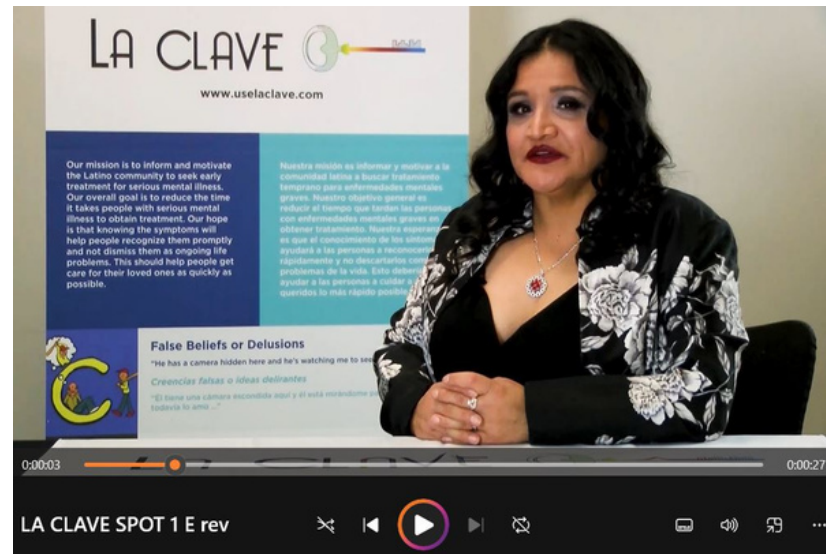 LA CLAVE
www.uselaclave.com
Our mission is to inform and motivate
the Latino community to seek early
treatment for serious mental illness.
Our overall goal is to reduce the time
it takes people with serious mental
illness to obtain treatment. Our hope
is that knowing the symptoms will
help people recognize them promptly
and not dismiss them as ongoing life
problems. This should help people get
care for their loved ones as quickly as
possible.
Nuestra misión es informar y motivar a la
comunidad latina a buscar tratamiento
temprano para enfermedades mentales
graves. Nuestro objetivo general es
reducir el tiempo que tarden las personas
con enfermedades mentales graves en
obtener tratamiento. Nuestra esperanza
es que el conocimiento de los síntomas
ayudará a las personas a reconocerlos
rápidamente y no descartarlos como
problemas de la vida. Esto debería
ayudar a las personas a cuidar a
queridos lo más rápido posible
False Beliefs or Delusions
"He has a camera hidden here and he's watching me to see
Creencias falsas o ideas delirantes
"Él tiene una cámara escondida aquí y él está mirándome
todavía lo amo ..."
LA CLAVE
0:00:03
0:00:27
LA CLAVE SPOT 1 E rev